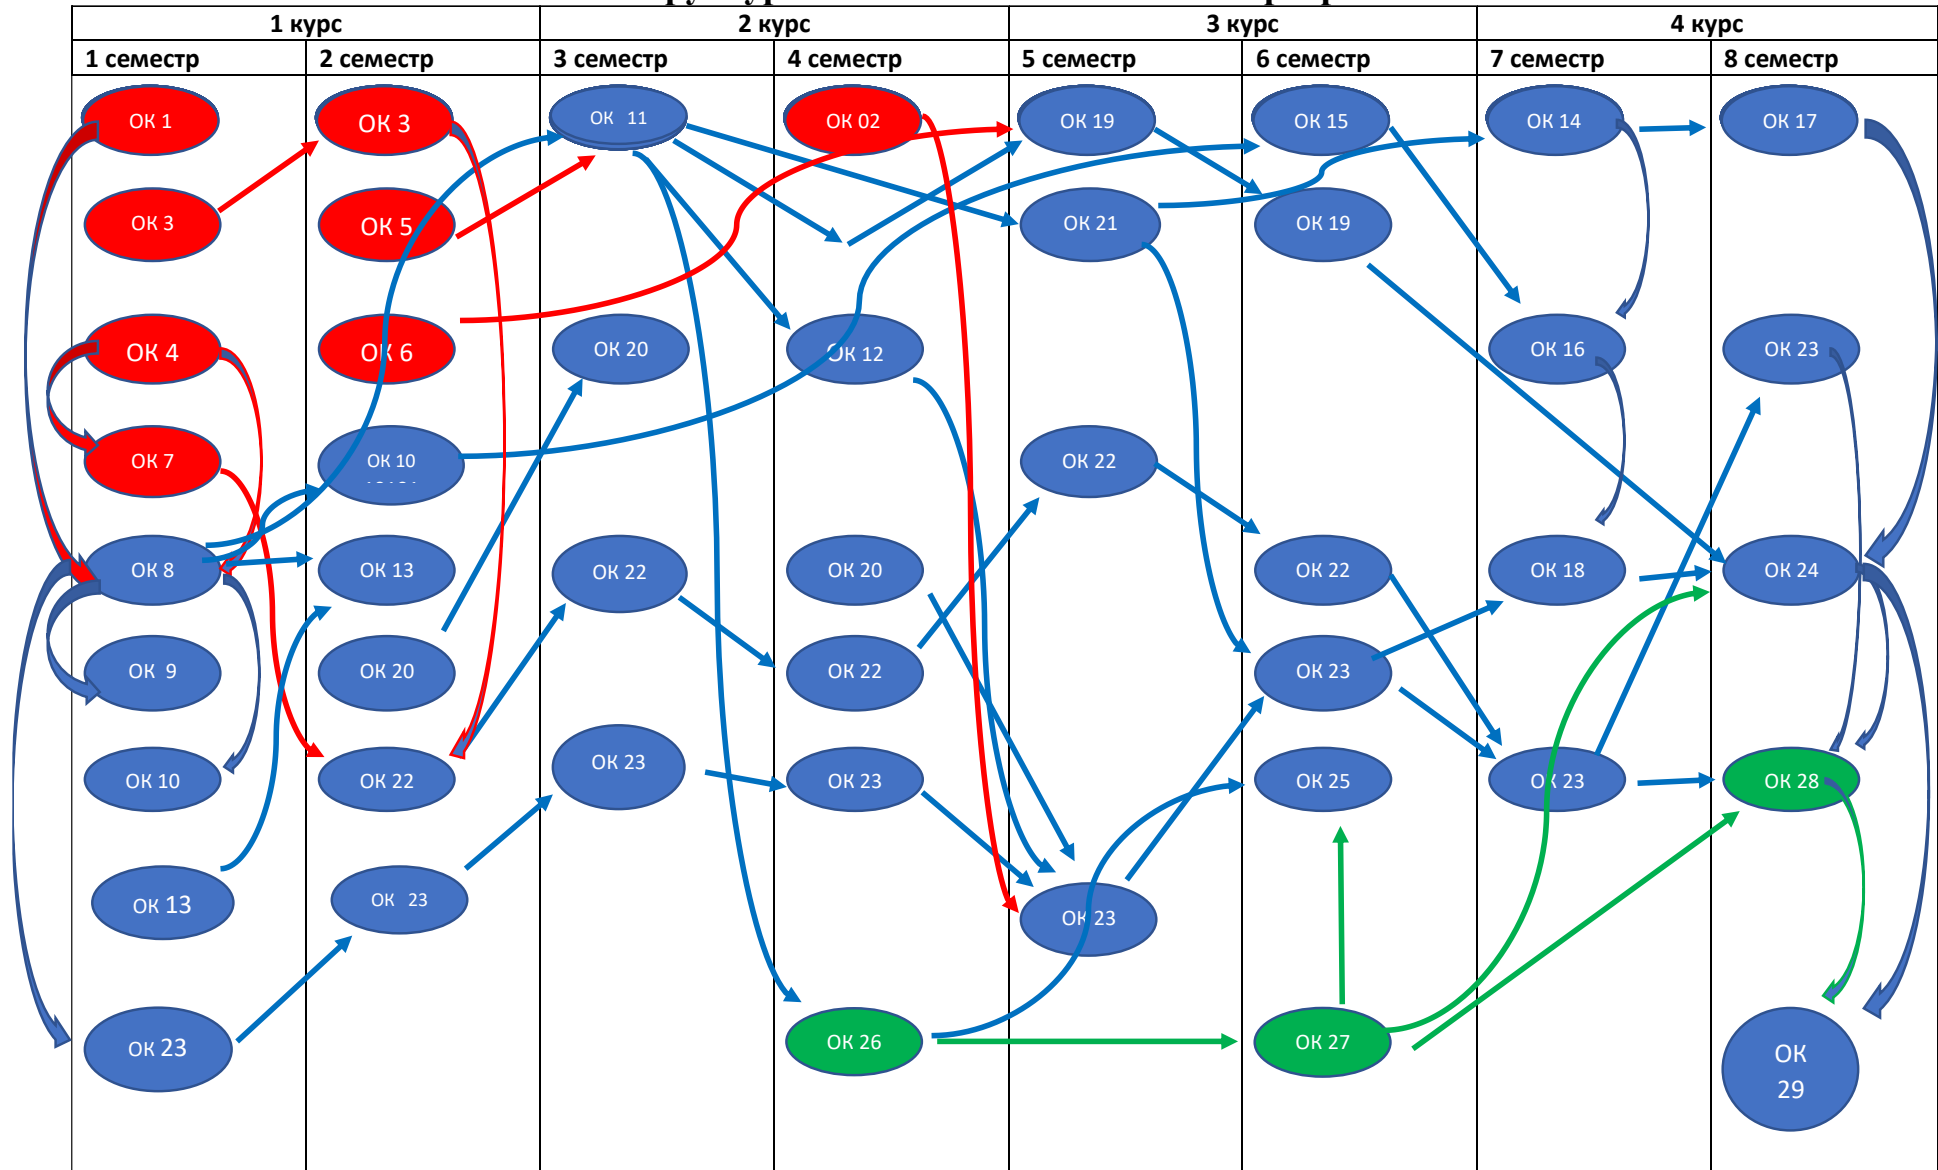 1 курс 2 курс 3 курс 4 курс
1 семестр 2 семестр 3 семестр 4 семестр 5 семестр 6 семестр 7 семестр 8 семестр
ОК 1 ОК 3 ОК 11 ОК 02 ОК 19 ОК 15 ОК 14 ОК 17
ОК 3 ОК 5 ОК 21 ОК 19
ОК 4 ОК 6 ОК 20 ОК 12 ОК 16 ОК 23
ОК 7 ОК 10 ОК 22
ОК 8 ОК 13 ОК 22 ОК 20 ОК 22 ОК 18 ОК 24
ОК 9 ОК 20 ОК 22 ОК 23
ОК 10 ОК 22 ОК 23 ОК 23 ОК 25 ОК 23 ОК 28
ОК 13 ОК 23 ОК 23
ОК 23 ОК 26 ОК 27 ОК
29